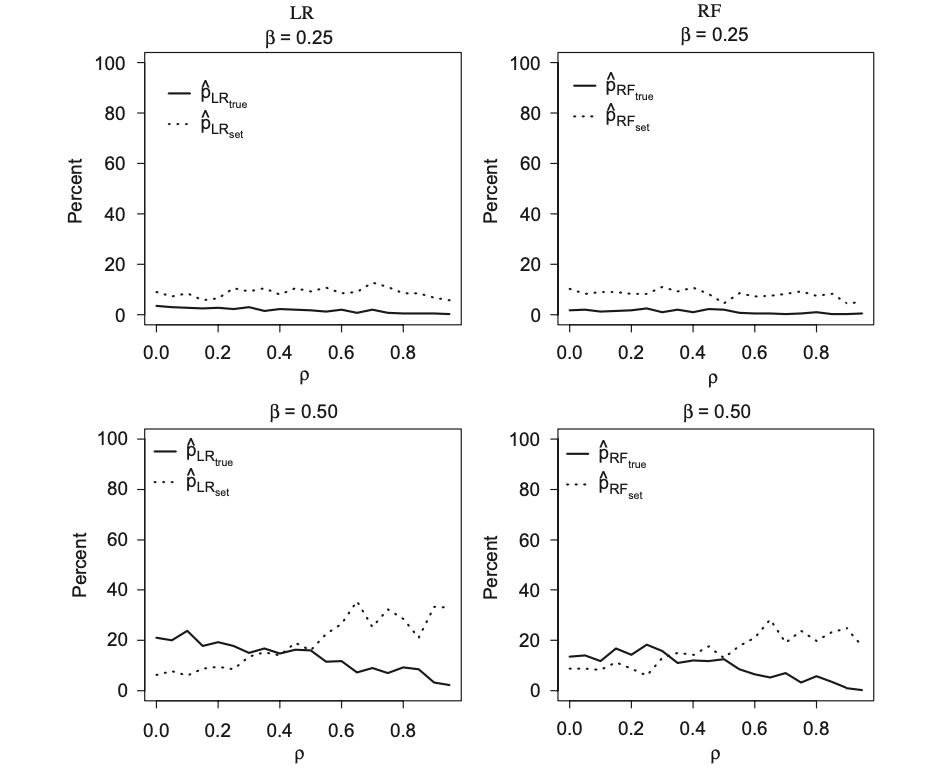 LR
β = 0.25
100
80
60
40
20
0
Percent
p̂LRtrue
p̂LRset
0.0 0.2 0.4 0.6 0.8
ρ
RF
β = 0.25
100
80
60
40
20
0
Percent
p̂RFtrue
p̂RFset
0.0 0.2 0.4 0.6 0.8
ρ
β = 0.50
100
80
60
40
20
0
Percent
p̂LRtrue
p̂LRset
0.0 0.2 0.4 0.6 0.8
ρ
β = 0.50
100
80
60
40
20
0
Percent
p̂RFtrue
p̂RFset
0.0 0.2 0.4 0.6 0.8
ρ